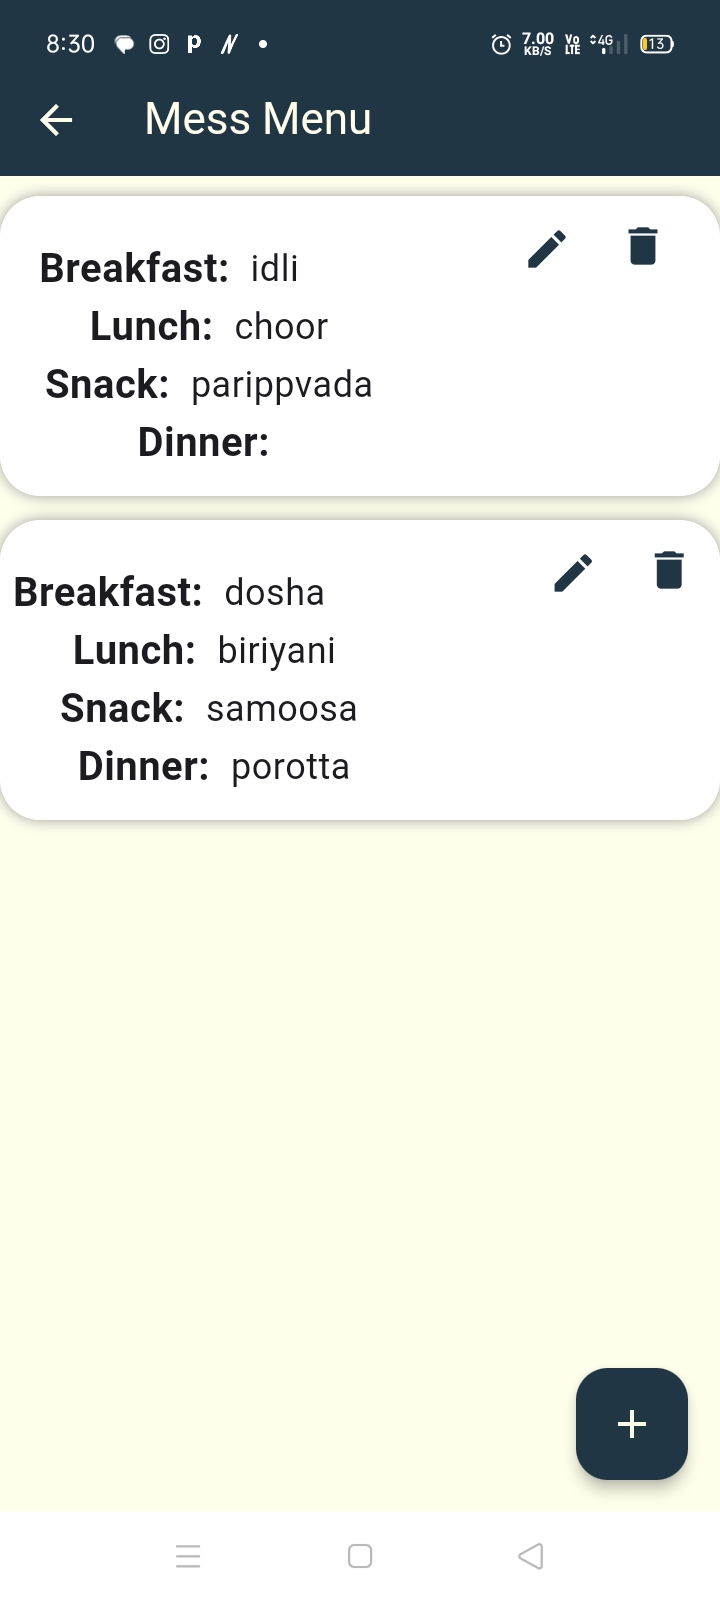 8:30 7.00 KB/S Vo LTE 4G 13
Mess Menu
Breakfast: idli
Lunch: choor
Snack: parippvada
Dinner:
Breakfast: dosha
Lunch: biriyani
Snack: samoosa
Dinner: porotta